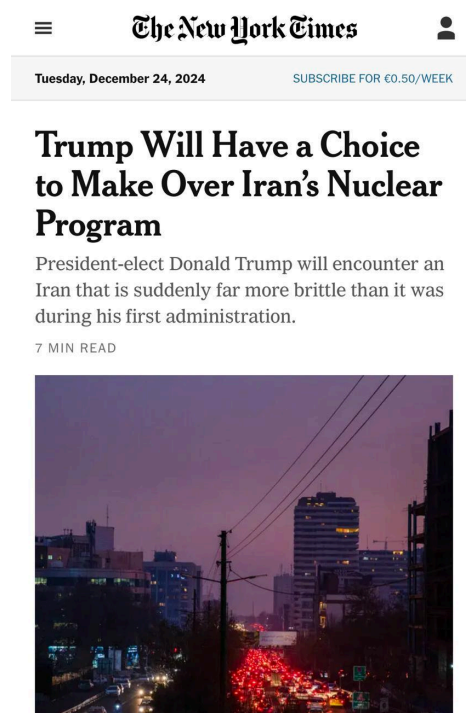 The New York Times
Tuesday, December 24, 2024 SUBSCRIBE FOR €0.50/WEEK
Trump Will Have a Choice
to Make Over Iran’s Nuclear
Program
President-elect Donald Trump will encounter an
Iran that is suddenly far more brittle than it was
during his first administration.
7 MIN READ